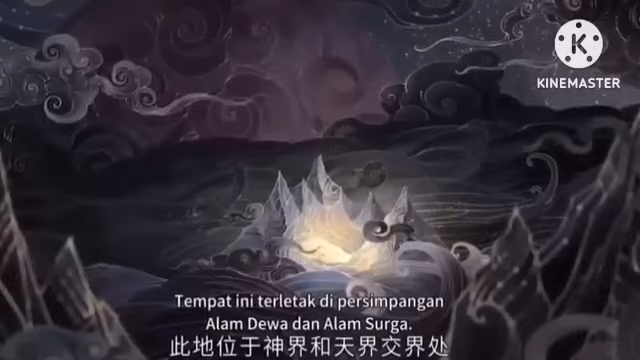 KINEMASTER
Tempat ini terletak di persimpangan
Alam Dewa dan Alam Surga.
此地位于神界和天界交界处